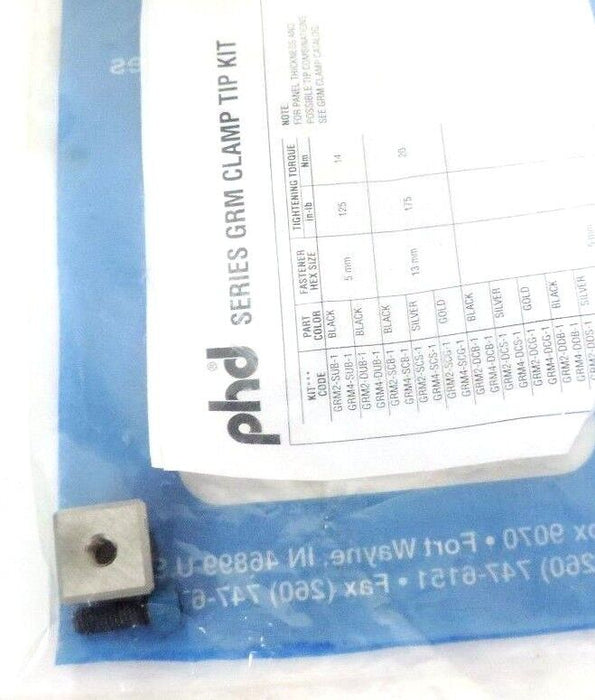 phd® SERIES GRM CLAMP TIP KIT
NOTE
FOR PANEL THICKNESS AND
POSSIBLE TIP COMBINATIONS
SEE GRM CLAMP CATALOG.
KIT*** CODE PART COLOR FASTENER HEX SIZE TIGHTENING TORQUE in-lb Nm
GRM2-SUB-1 BLACK 5 mm 125 14
GRM4-SUB-1
GRM2-DUB-1 BLACK
GRM4-DUB-1
GRM2-SCB-1 BLACK 13 mm 175 20
GRM4-SCB-1
GRM2-SCS-1 SILVER
GRM4-SCS-1
GRM2-SCG-1 GOLD
GRM4-SCG-1
GRM2-DCB-1 BLACK
GRM4-DCB-1
GRM2-DCS-1 SILVER
GRM4-DCS-1
GRM2-DCG-1 GOLD
GRM4-DCG-1
GRM2-DDB-1 BLACK
GRM4-DDB-1
GRM2-DDS-1 SILVER
ox 9070 • Fort Wayne, IN 46899 U
260) 747-6151 • Fax (260) 747-6